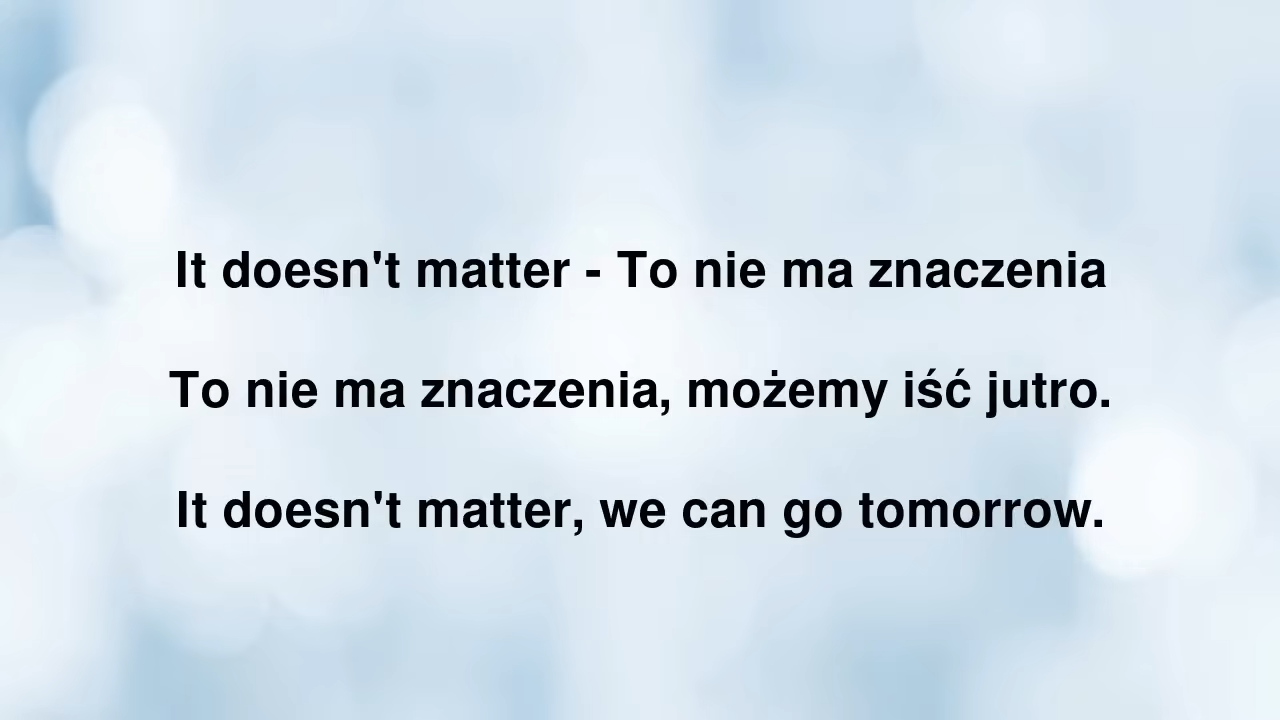 It doesn't matter - To nie ma znaczenia
To nie ma znaczenia, możemy iść jutro.
It doesn't matter, we can go tomorrow.